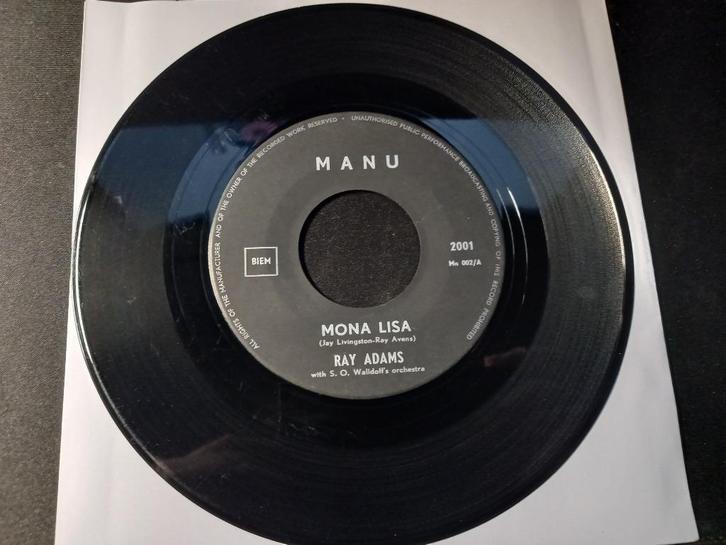 ALL RIGHTS OF THE MANUFACTURER AND OF THE OWNER OF THE RECORDED WORK RESERVED • UNAUTHORISED PUBLIC PERFORMANCE BROADCASTING AND COPYING OF THIS RECORD PROHIBITED
MANU
BIEM
2001
Mn 002/A
MONA LISA
(Jay Livingston-Ray Avens)
RAY ADAMS
with S. O. Walldoff's orchestra